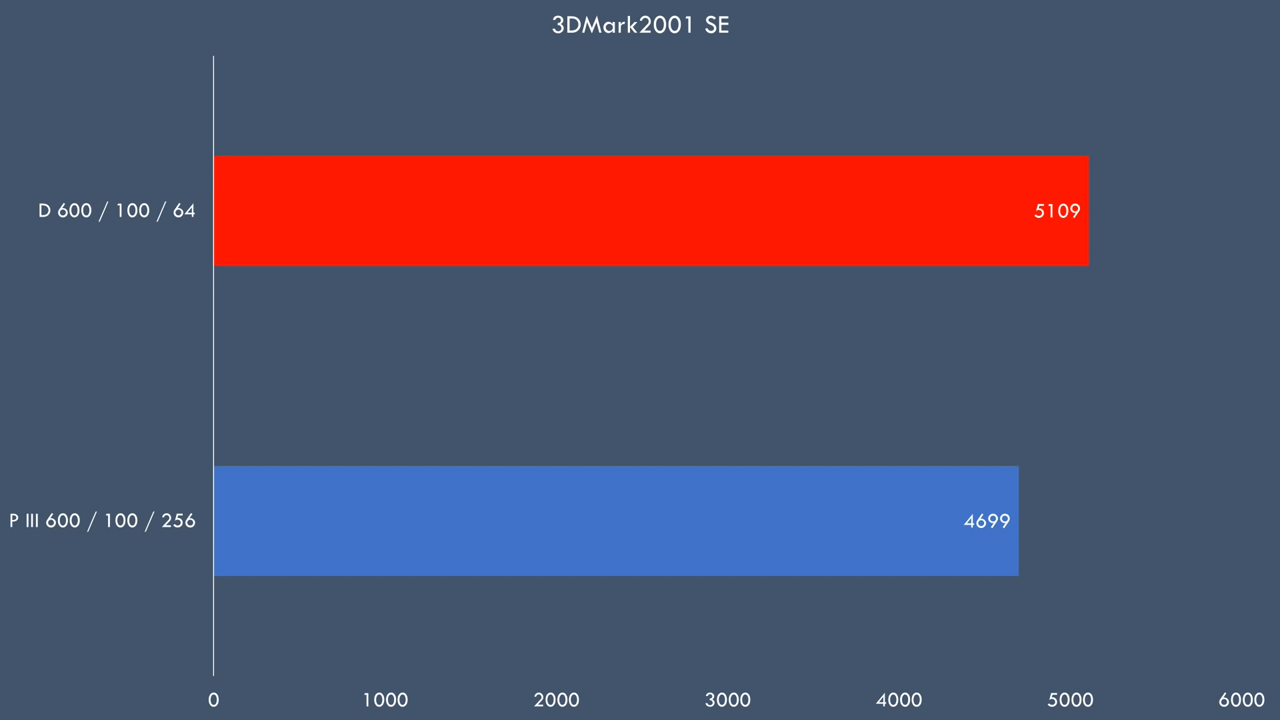 3DMark2001 SE
D 600 / 100 / 64
5109
P III 600 / 100 / 256
4699
0 1000 2000 3000 4000 5000 6000